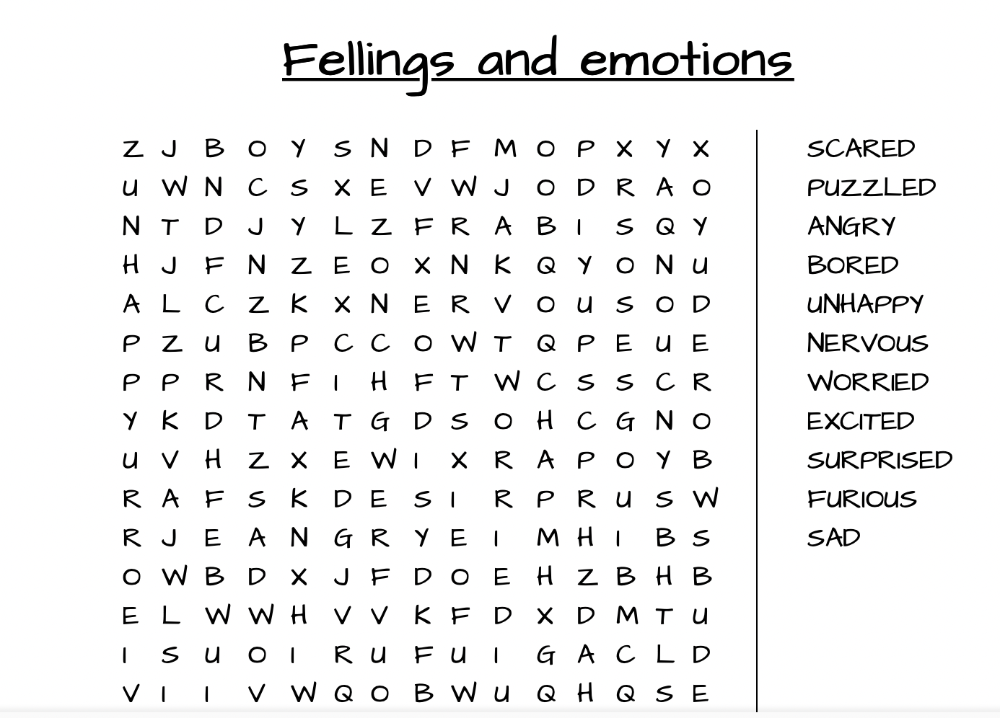 Fellings and emotions
Z J B O Y S N D F M O P X Y X
U W N C S X E V W J O D R A O
N T D J Y L Z F R A B I S Q Y
H J F N Z E O X N K Q Y O N U
A L C Z K X N E R V O U S O D
P Z U B P C C O W T Q P E U E
P P R N F I H F T W C S S C R
Y K D T A T G D S O H C G N O
U V H Z X E W I X R A P O Y B
R A F S K D E S I R P R U S W
R J E A N G R Y E I M H I B S
O W B D X J F D O E H Z B H B
E L W W H V V K F D X D M T U
I S U O I R U F U I G A C L D
V I I V W Q O B W U Q H Q S E
SCARED
PUZZLED
ANGRY
BORED
UNHAPPY
NERVOUS
WORRIED
EXCITED
SURPRISED
FURIOUS
SAD